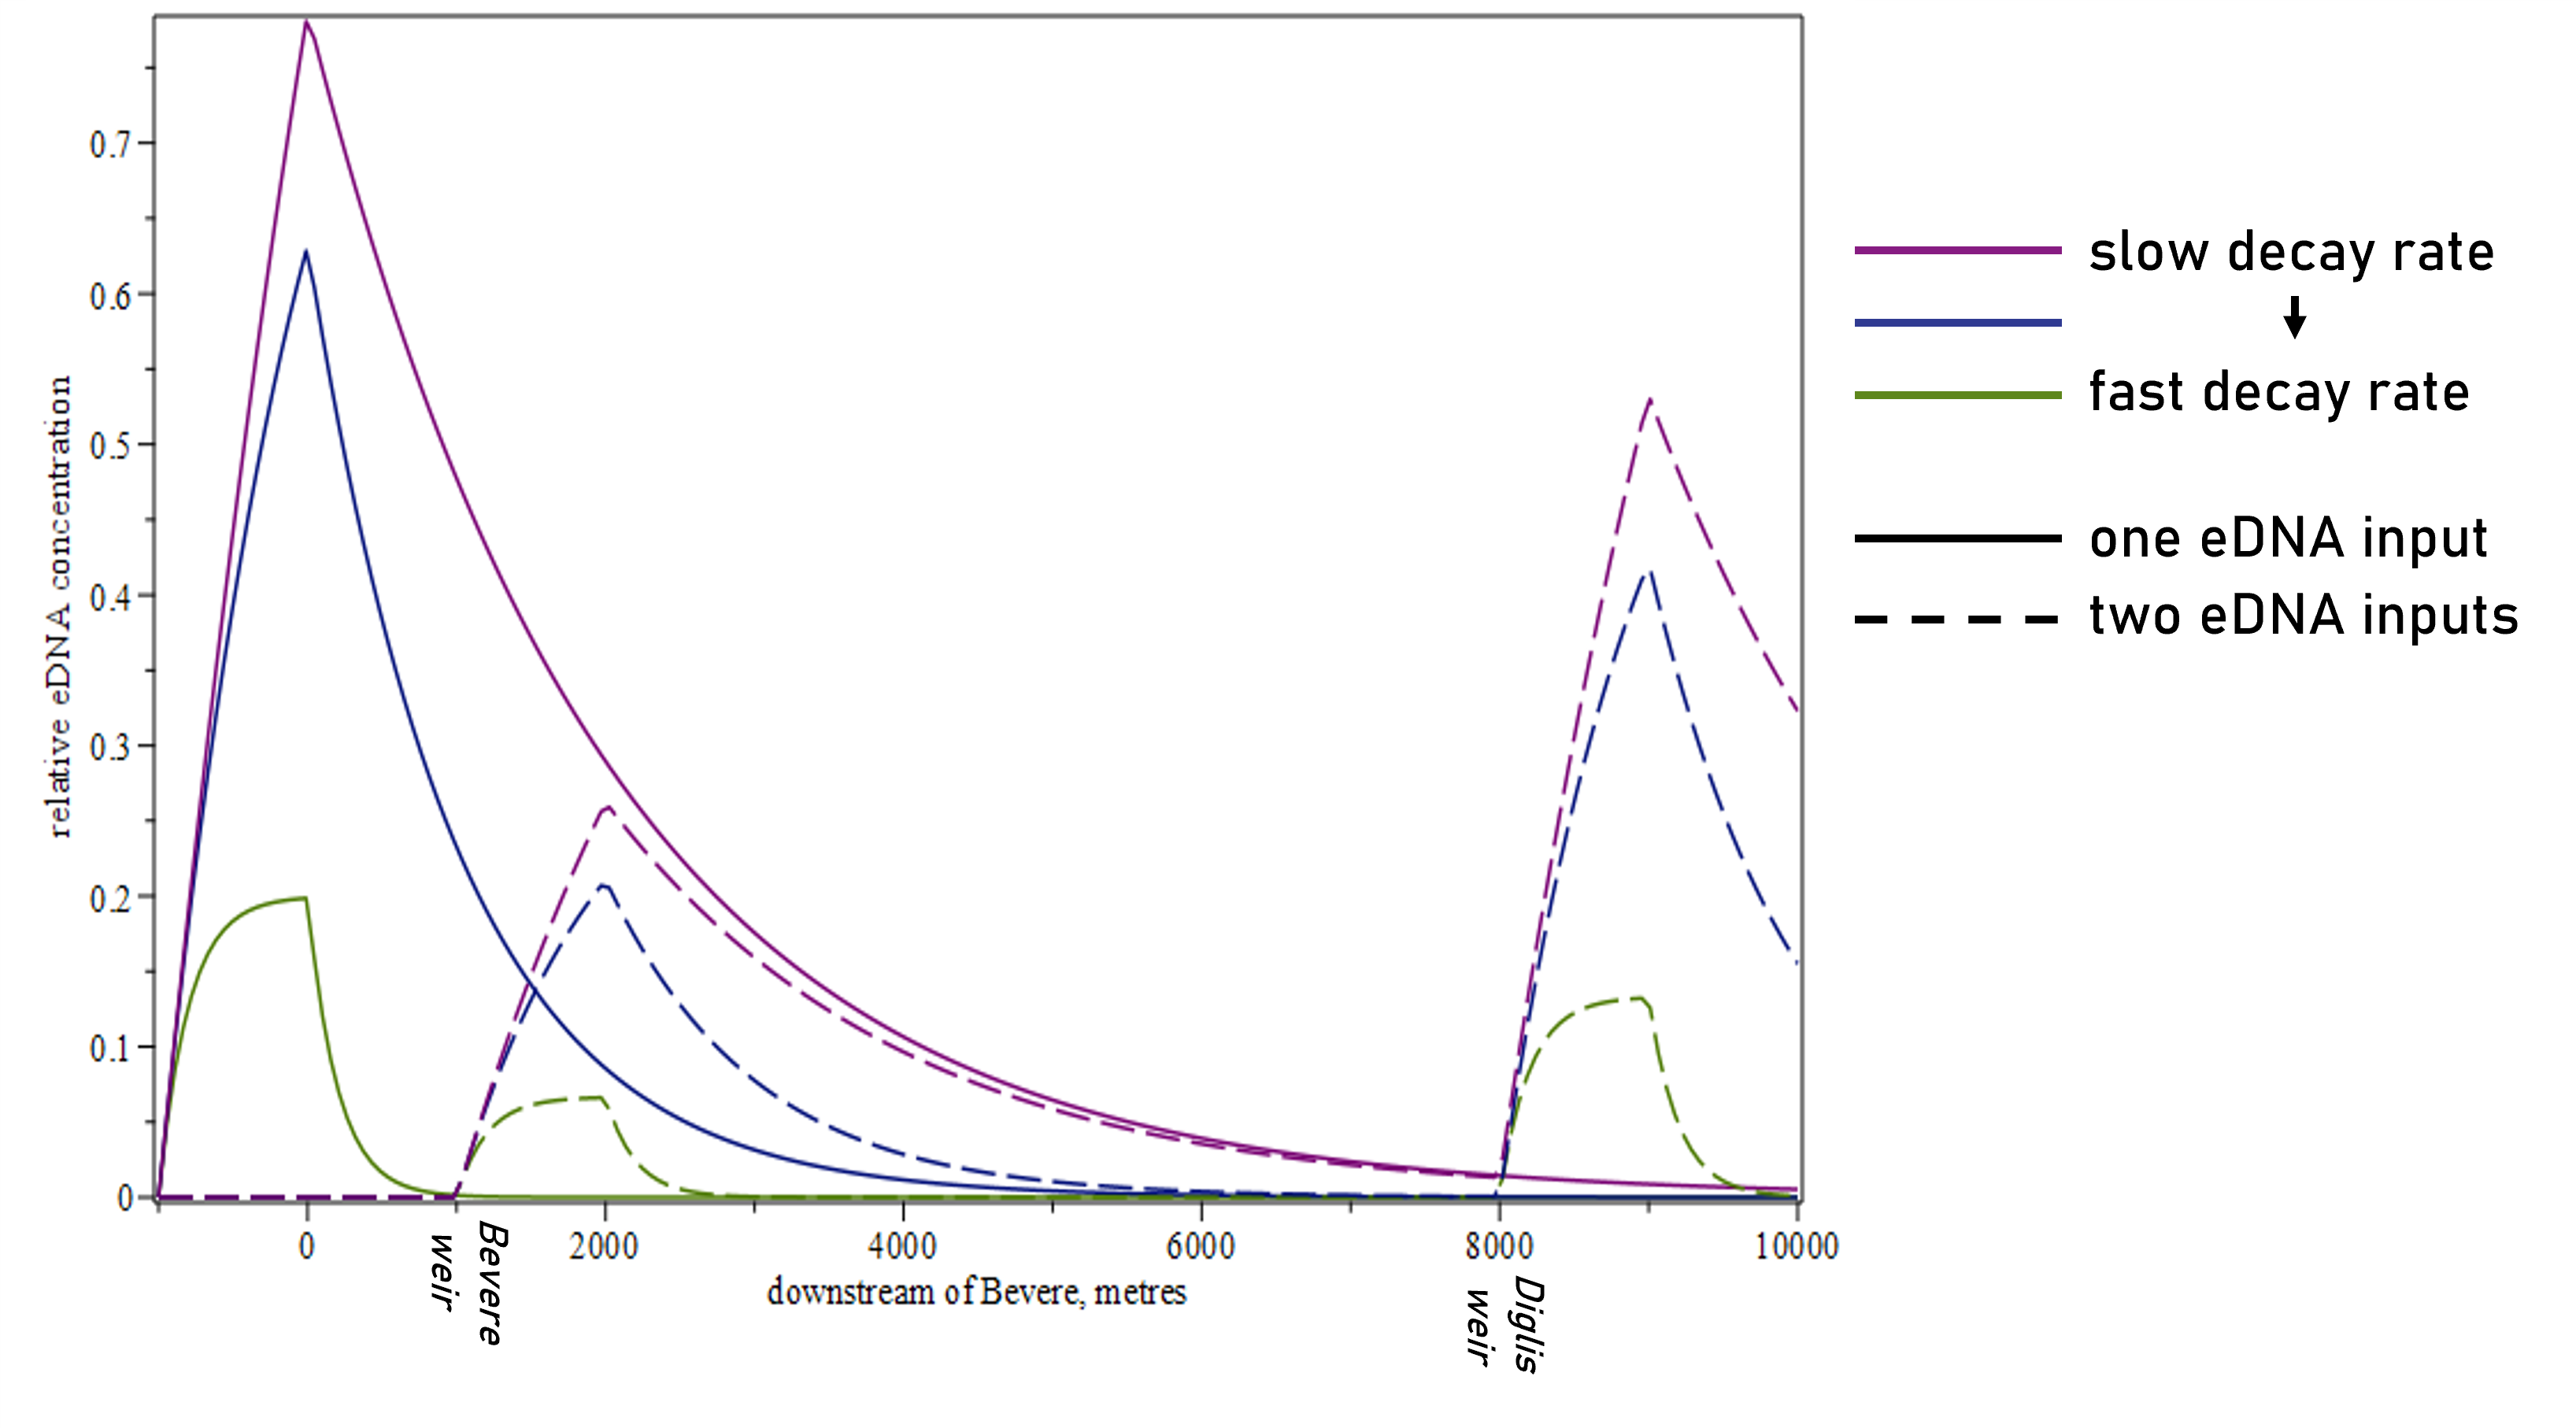 relative eDNA concentration
0.7
0.6
0.5
0.4
0.3
0.2
0.1
0
0
2000
4000
6000
8000
10000
Bevere
weir
Diglis
weir
downstream of Bevere, metres
slow decay rate
fast decay rate
one eDNA input
two eDNA inputs